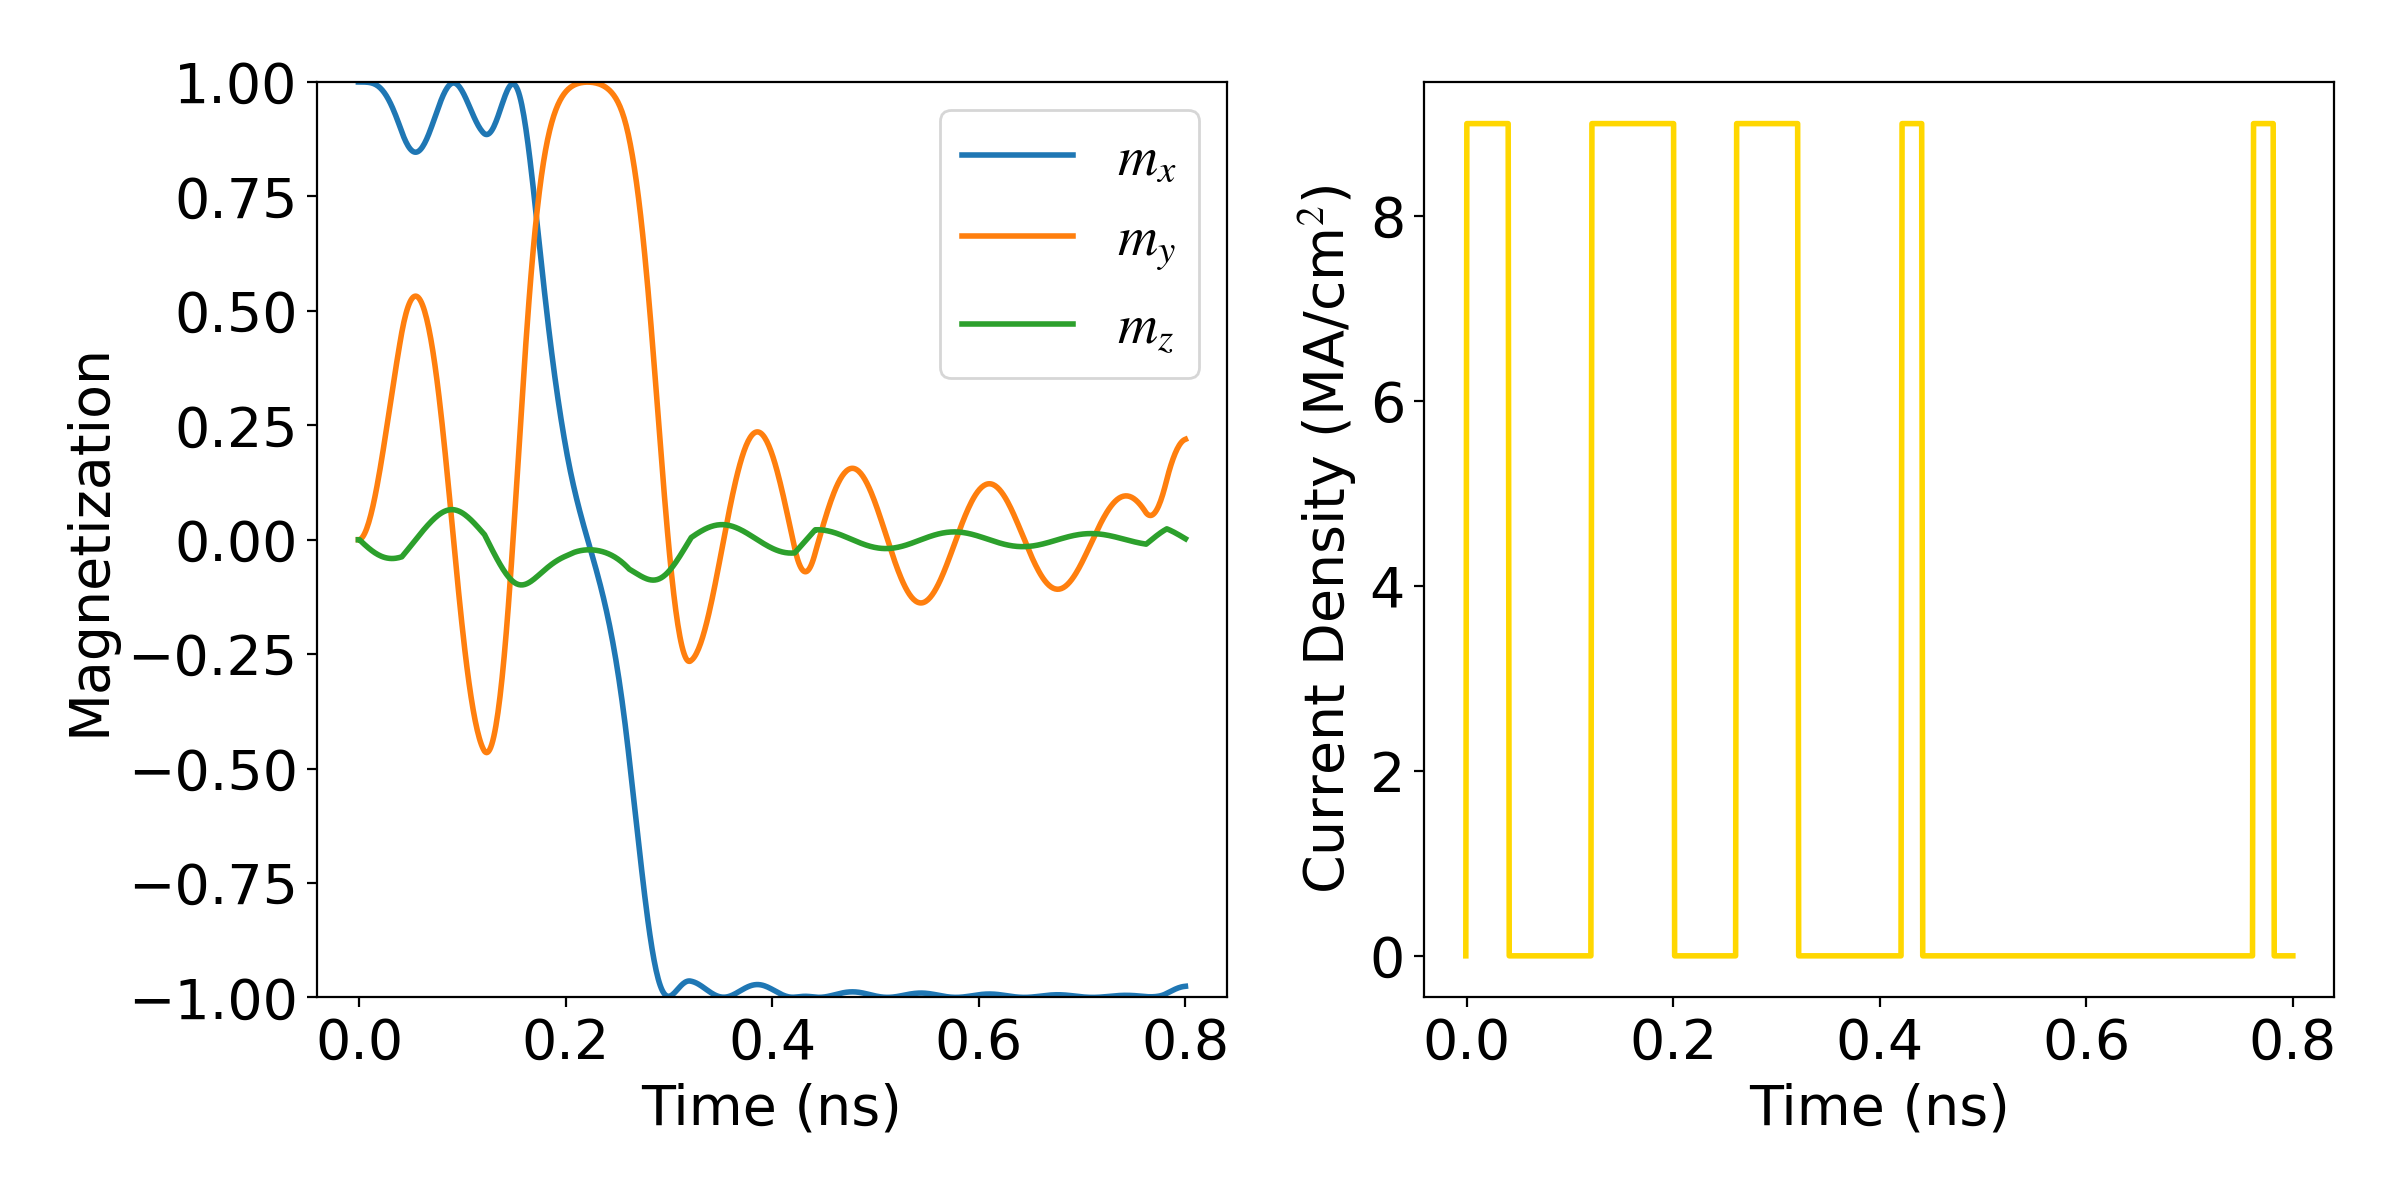 Magnetization
1.00
0.75
0.50
0.25
0.00
−0.25
−0.50
−0.75
−1.00
0.0 0.2 0.4 0.6 0.8
Time (ns)
m_x
m_y
m_z
Current Density (MA/cm²)
8
6
4
2
0
0.0 0.2 0.4 0.6 0.8
Time (ns)